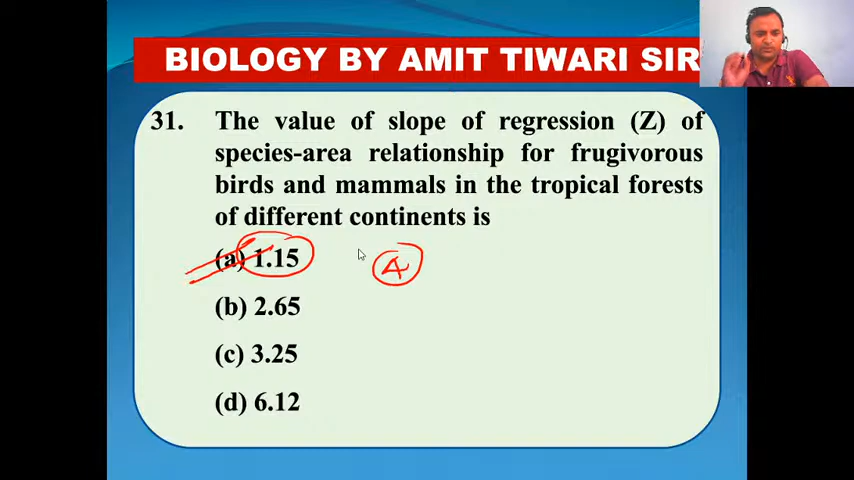 BIOLOGY BY AMIT TIWARI SIR
31. The value of slope of regression (Z) of
species-area relationship for frugivorous
birds and mammals in the tropical forests
of different continents is
(a) 1.15
(b) 2.65
(c) 3.25
(d) 6.12